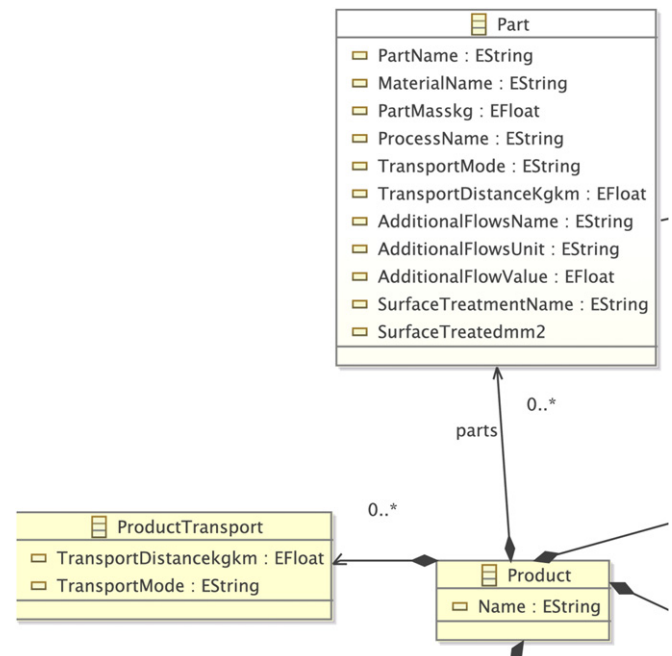 Part
PartName : EString
MaterialName : EString
PartMasskg : EFloat
ProcessName : EString
TransportMode : EString
TransportDistanceKgkm : EFloat
AdditionalFlowsName : EString
AdditionalFlowsUnit : EString
AdditionalFlowValue : EFloat
SurfaceTreatmentName : EString
SurfaceTreatedmm2
0..*
parts
0..*
ProductTransport
TransportDistancekgkm : EFloat
TransportMode : EString
Product
Name : EString